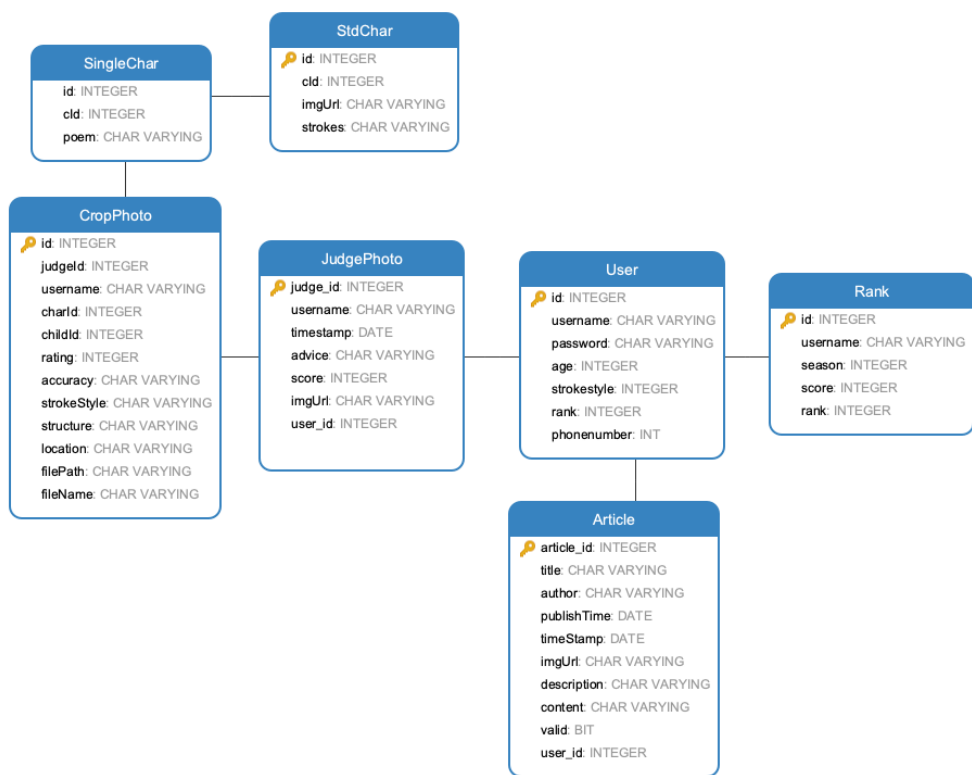 StdChar
id: INTEGER
cId: INTEGER
imgUrl: CHAR VARYING
strokes: CHAR VARYING
SingleChar
id: INTEGER
cId: INTEGER
poem: CHAR VARYING
CropPhoto
id: INTEGER
judgeId: INTEGER
username: CHAR VARYING
charId: INTEGER
childId: INTEGER
rating: INTEGER
accuracy: CHAR VARYING
strokeStyle: CHAR VARYING
structure: CHAR VARYING
location: CHAR VARYING
filePath: CHAR VARYING
fileName: CHAR VARYING
JudgePhoto
judge_id: INTEGER
username: CHAR VARYING
timestamp: DATE
advice: CHAR VARYING
score: INTEGER
imgUrl: CHAR VARYING
user_id: INTEGER
User
id: INTEGER
username: CHAR VARYING
password: CHAR VARYING
age: INTEGER
strokestyle: INTEGER
rank: INTEGER
phonenumber: INT
Rank
id: INTEGER
username: CHAR VARYING
season: INTEGER
score: INTEGER
rank: INTEGER
Article
article_id: INTEGER
title: CHAR VARYING
author: CHAR VARYING
publishTime: DATE
timeStamp: DATE
imgUrl: CHAR VARYING
description: CHAR VARYING
content: CHAR VARYING
valid: BIT
user_id: INTEGER